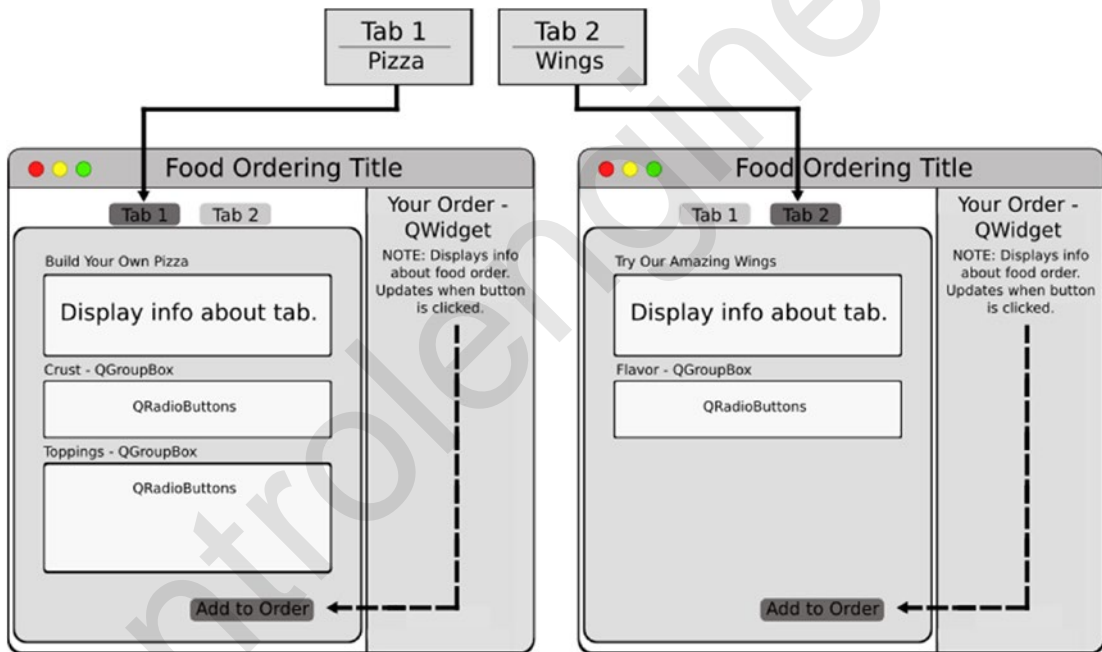 Tab 1
Pizza
Tab 2
Wings
Food Ordering Title
Tab 1 Tab 2
Build Your Own Pizza
Display info about tab.
Crust - QGroupBox
QRadioButtons
Toppings - QGroupBox
QRadioButtons
Add to Order
Your Order -
QWidget
NOTE: Displays info
about food order.
Updates when button
is clicked.
Food Ordering Title
Tab 1 Tab 2
Try Our Amazing Wings
Display info about tab.
Flavor - QGroupBox
QRadioButtons
Add to Order
Your Order -
QWidget
NOTE: Displays info
about food order.
Updates when button
is clicked.
ntrolengine